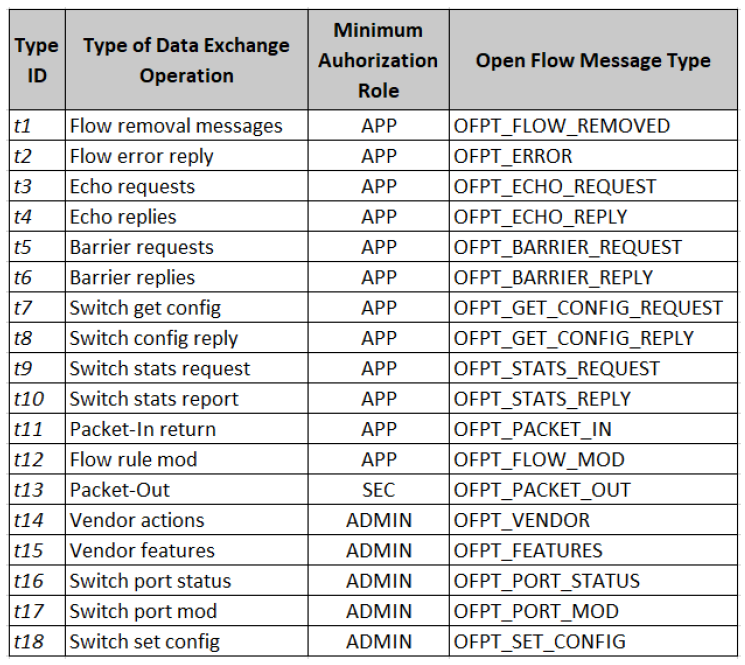 Type ID Type of Data Exchange Operation Minimum Auhorization Role Open Flow Message Type
t1 Flow removal messages APP OFPT_FLOW_REMOVED
t2 Flow error reply APP OFPT_ERROR
t3 Echo requests APP OFPT_ECHO_REQUEST
t4 Echo replies APP OFPT_ECHO_REPLY
t5 Barrier requests APP OFPT_BARRIER_REQUEST
t6 Barrier replies APP OFPT_BARRIER_REPLY
t7 Switch get config APP OFPT_GET_CONFIG_REQUEST
t8 Switch config reply APP OFPT_GET_CONFIG_REPLY
t9 Switch stats request APP OFPT_STATS_REQUEST
t10 Switch stats report APP OFPT_STATS_REPLY
t11 Packet-In return APP OFPT_PACKET_IN
t12 Flow rule mod APP OFPT_FLOW_MOD
t13 Packet-Out SEC OFPT_PACKET_OUT
t14 Vendor actions ADMIN OFPT_VENDOR
t15 Vendor features ADMIN OFPT_FEATURES
t16 Switch port status ADMIN OFPT_PORT_STATUS
t17 Switch port mod ADMIN OFPT_PORT_MOD
t18 Switch set config ADMIN OFPT_SET_CONFIG